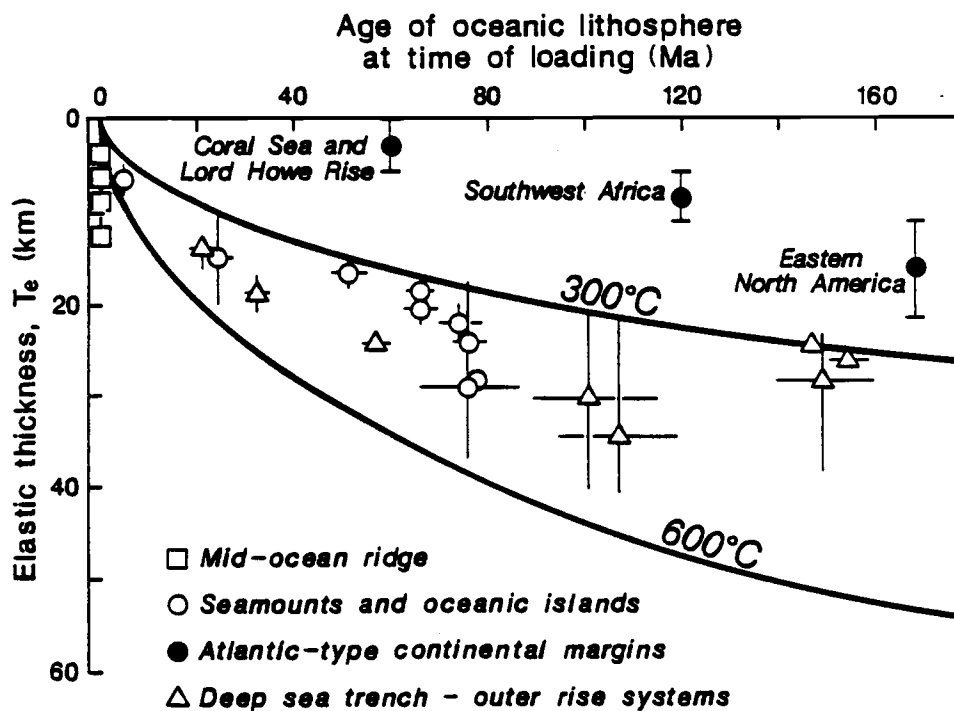 Age of oceanic lithosphere
at time of loading (Ma)
0 40 80 120 160
0
20
40
60
Elastic thickness, Te (km)
Coral Sea and
Lord Howe Rise
Southwest Africa
Eastern
North America
300°C
600°C
Mid-ocean ridge
Seamounts and oceanic islands
Atlantic-type continental margins
Deep sea trench - outer rise systems